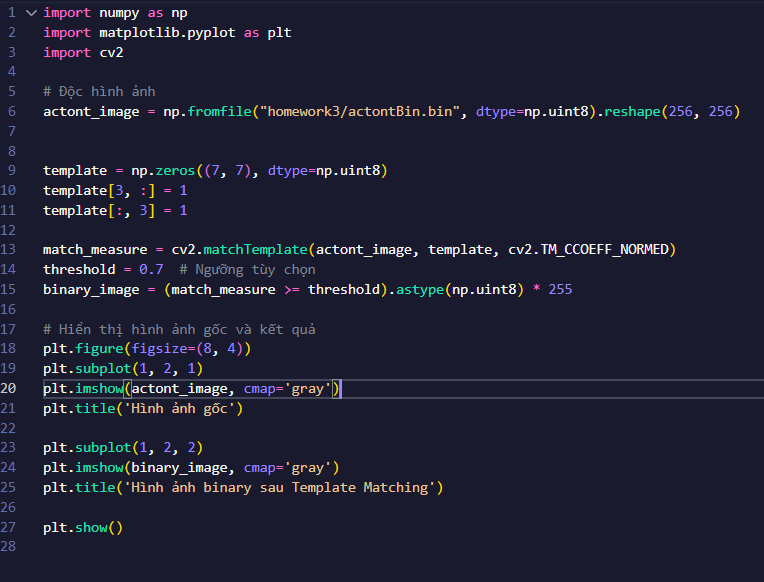 1 import numpy as np
2 import matplotlib.pyplot as plt
3 import cv2
4
5 # Độc hình ảnh
6 actont_image = np.fromfile("homework3/actontBin.bin", dtype=np.uint8).reshape(256, 256)
7
8
9 template = np.zeros((7, 7), dtype=np.uint8)
10 template[3, :] = 1
11 template[:, 3] = 1
12
13 match_measure = cv2.matchTemplate(actont_image, template, cv2.TM_CCOEFF_NORMED)
14 threshold = 0.7  # Ngưỡng tùy chọn
15 binary_image = (match_measure >= threshold).astype(np.uint8) * 255
16
17 # Hiển thị hình ảnh gốc và kết quả
18 plt.figure(figsize=(8, 4))
19 plt.subplot(1, 2, 1)
20 plt.imshow(actont_image, cmap='gray')
21 plt.title('Hình ảnh gốc')
22
23 plt.subplot(1, 2, 2)
24 plt.imshow(binary_image, cmap='gray')
25 plt.title('Hình ảnh binary sau Template Matching')
26
27 plt.show()
28